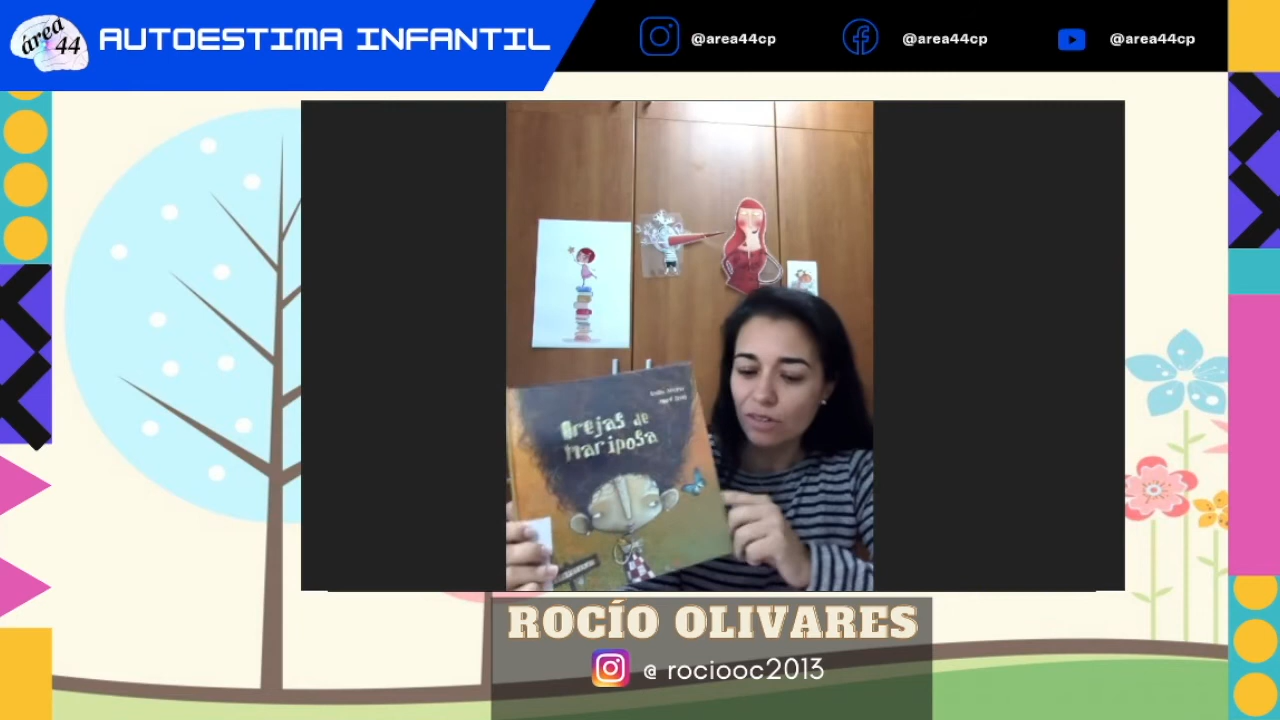 área
44
AUTOESTIMA INFANTIL
@area44cp
@area44cp
@area44cp
Orejas de
mariposa
ROCÍO OLIVARES
@ rociooc2013